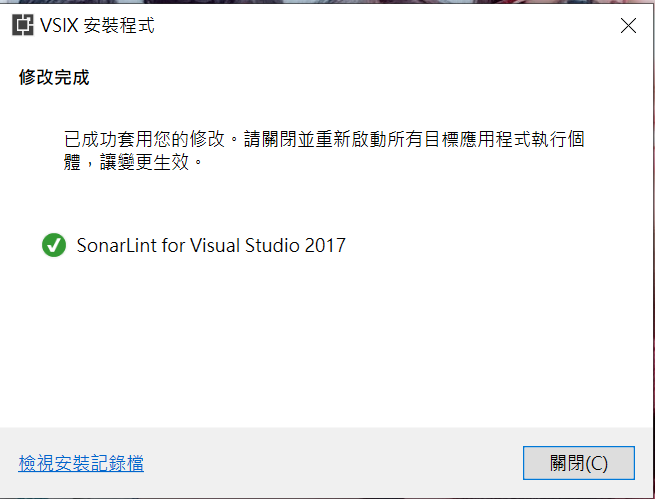 VSIX 安裝程式
修改完成
已成功套用您的修改。請關閉並重新啟動所有目標應用程式執行個
體，讓變更生效。
SonarLint for Visual Studio 2017
檢視安裝記錄檔
關閉(C)